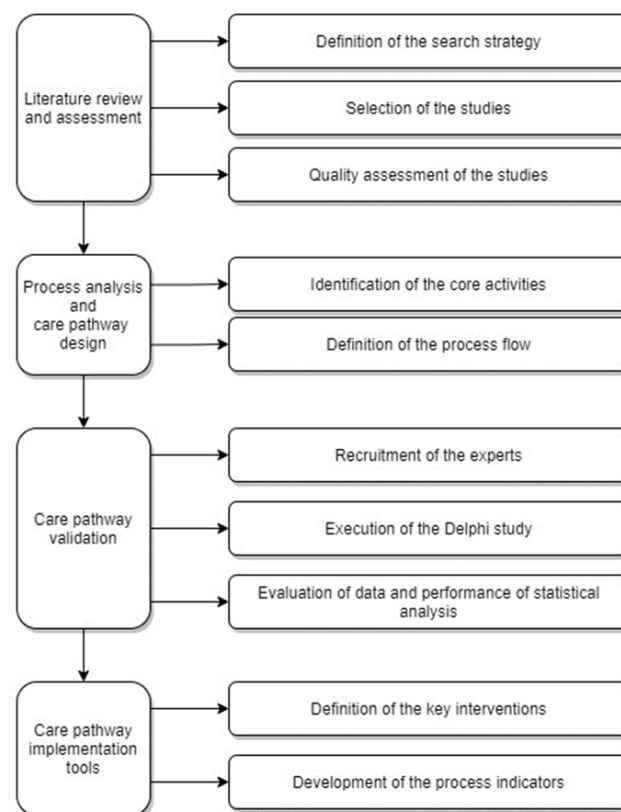 Literature review
and assessment
Definition of the search strategy
Selection of the studies
Quality assessment of the studies
Process analysis
and
care pathway
design
Identification of the core activities
Definition of the process flow
Care pathway
validation
Recruitment of the experts
Execution of the Delphi study
Evaluation of data and performance of statistical
analysis
Care pathway
implementation
tools
Definition of the key interventions
Development of the process indicators